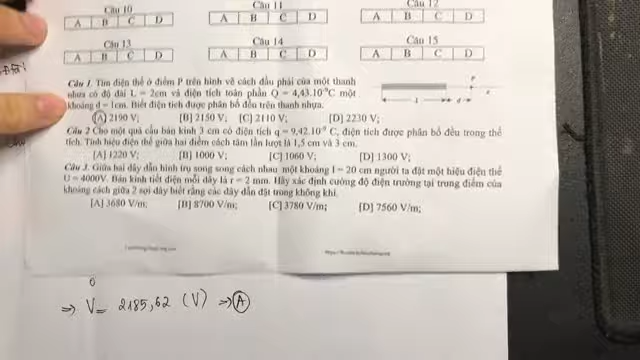 Câu 10 Câu 11 Câu 12
A B C D A B C D A B C D
Câu 13 Câu 14 Câu 15
A B C D A B C D A B C D
Câu 1. Tìm điện thế ở điểm P trên hình vẽ cách đầu phải của một thanh
nhựa có độ dài L = 2cm và điện tích toàn phần Q = 4,43.10⁻⁹C một
khoảng d = 1cm. Biết điện tích được phân bố đều trên thanh nhựa.
[A] 2190 V; [B] 2150 V; [C] 2110 V; [D] 2230 V;
P
L d x
Câu 2 Cho một quả cầu bán kính 3 cm có điện tích q = 9,42.10⁻⁹ C, điện tích được phân bố đều trong thể
tích. Tính hiệu điện thế giữa hai điểm cách tâm lần lượt là 1,5 cm và 3 cm.
[A] 1220 V; [B] 1000 V; [C] 1060 V; [D] 1300 V;
Câu 3. Giữa hai dây dẫn hình trụ song song cách nhau một khoảng l = 20 cm người ta đặt một hiệu điện thế
U = 4000V. Bán kính tiết diện mỗi dây là r = 2 mm. Hãy xác định cường độ điện trường tại trung điểm của
khoảng cách giữa 2 sợi dây biết rằng các dây dẫn đặt trong không khí.
[A] 3680 V/m; [B] 8700 V/m; [C] 3780 V/m; [D] 7560 V/m;
0
⇒ V = 2185,62 (V) ⇒ A